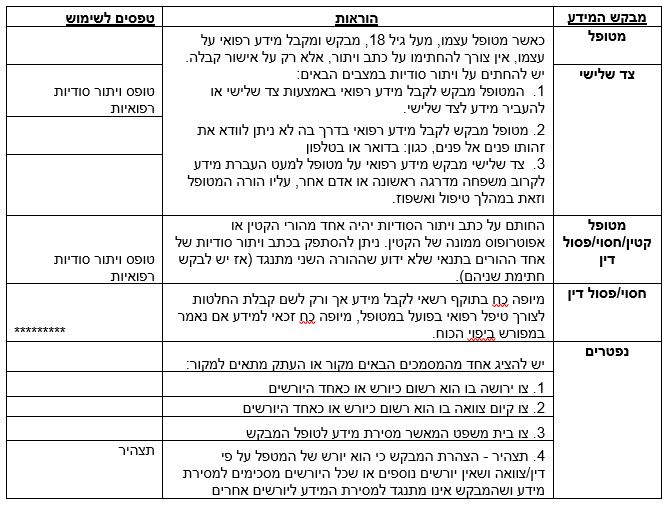 מבקש המידע הוראות טפסים לשימוש
מטופל
כאשר מטופל עצמו, מעל גיל 18, מבקש ומקבל מידע רפואי על
עצמו, אין צורך להחתימו על כתב ויתור, אלא רק על אישור קבלה.
צד שלישי
יש להחתים על ויתור סודיות במצבים הבאים:
1. המטופל מבקש לקבל מידע רפואי באמצעות צד שלישי או
להעביר מידע לצד שלישי.
טופס ויתור סודיות
רפואיות
2. מטופל מבקש לקבל מידע רפואי בדרך בה לא ניתן לוודא את
זהותו פנים אל פנים, כגון: בדואר או בטלפון
3. צד שלישי מבקש מידע רפואי על מטופל למעט העברת מידע
לקרוב משפחה מדרגה ראשונה או אדם אחר, עליו הורה המטופל
וזאת במהלך טיפול ואשפוז.
מטופל
קטין/חסוי/פסול
דין
החותם על כתב ויתור הסודיות יהיה אחד מהורי הקטין או
אפוטרופוס ממונה של הקטין. ניתן להסתפק בכתב ויתור סודיות של
אחד ההורים בתנאי שלא ידוע שההורה השני מתנגד (אז יש לבקש
חתימת שניהם).
טופס ויתור סודיות
רפואיות
חסוי/פסול דין
מיופה כח בתוקף רשאי לקבל מידע אך ורק לשם קבלת החלטות
לצורך טיפל רפואי בפועל במטופל, מיופה כח זכאי למידע אם נאמר
במפורש ביפוי הכוח.
*********
נפטרים
יש להציג אחד מהמסמכים הבאים מקור או העתק מתאים למקור:
1. צו ירושה בו הוא רשום כיורש או כאחד היורשים
2. צו קיום צוואה בו הוא רשום כיורש או כאחד היורשים
3. צו בית משפט המאשר מסירת מידע לטופל המבקש
4. תצהיר - הצהרת המבקש כי הוא יורש של המטפל על פי
דין/צוואה ושאין יורשים נוספים או שכל היורשים מסכימים למסירת
מידע ושהמבקש אינו מתנגד למסירת המידע ליורשים אחרים
תצהיר